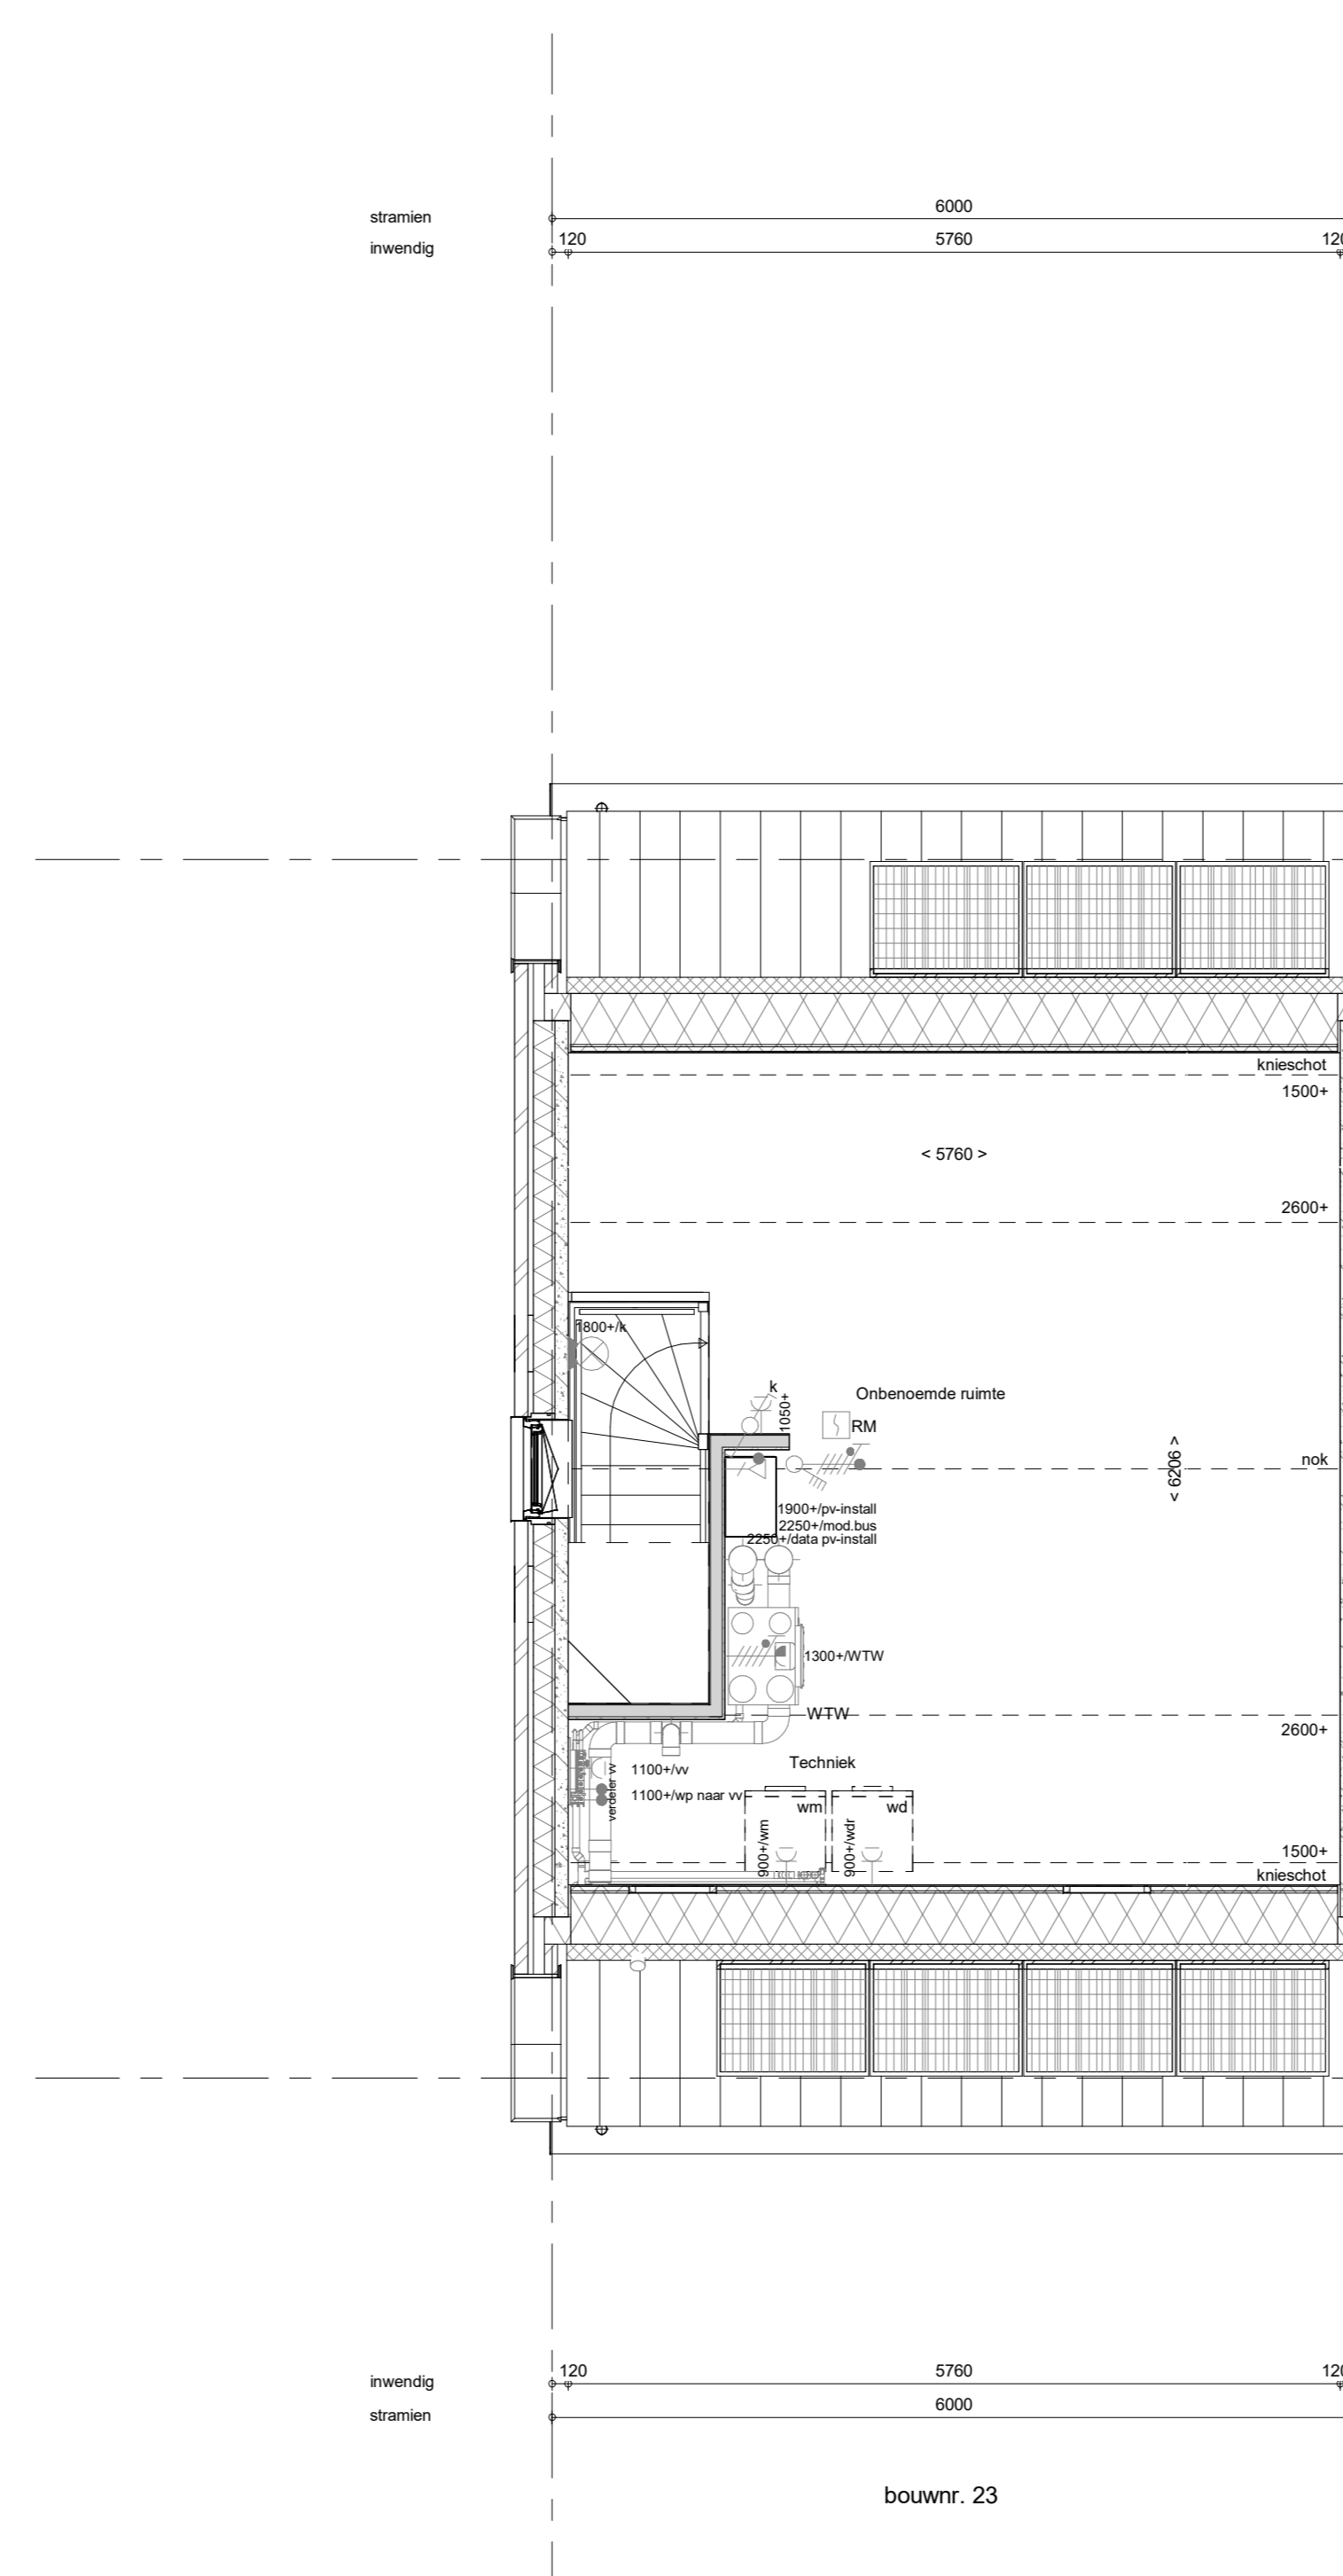 6000
stramien
120 5760 120
inwendig
knieschot
1500+
< 5760 >
2600+
1800+/k
k
1050+
Onbenoemde ruimte
RM
< 6206 >
nok
1900+/pv-install
2250+/mod.bus
2250+/data pv-install
1300+/WTW
WTW
2600+
Techniek
1100+/vv
verdeler vv
1100+/wp naar vv
wm
wd
900+/wm
900+/wdr
1500+
knieschot
120 5760 120
inwendig
6000
stramien
bouwnr. 23